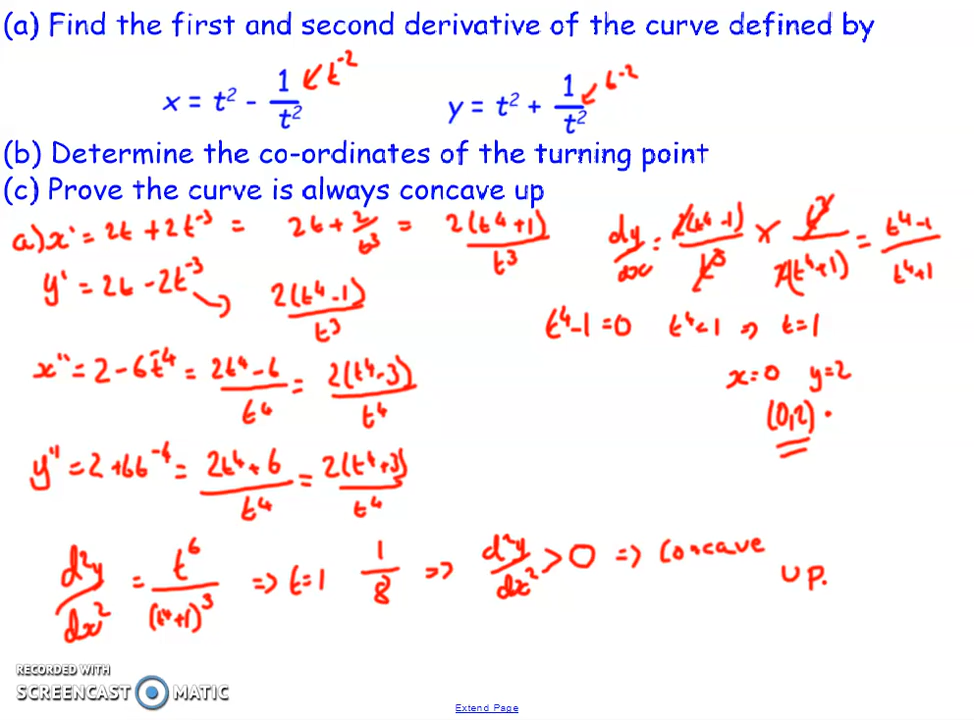 (a) Find the first and second derivative of the curve defined by
x = t² - 1/t² ↙ t⁻² y = t² + 1/t² ↙ t⁻²
(b) Determine the co-ordinates of the turning point
(c) Prove the curve is always concave up
a) x' = 2t + 2t⁻³ = 2t + 2/t³ = 2(t⁴+1)/t³
y' = 2t - 2t⁻³ → 2(t⁴-1)/t³
dy/dx = 2(t⁴-1)/t³ × t³/2(t⁴+1) = t⁴-1/t⁴+1
t⁴-1=0 t⁴=1 ⇒ t=1
x=0 y=2
(0,2).
x'' = 2 - 6t⁻⁴ = 2t⁴-6/t⁴ = 2(t⁴-3)/t⁴
y'' = 2 + 6t⁻⁴ = 2t⁴+6/t⁴ = 2(t⁴+3)/t⁴
d²y/dx² = t⁶/(t⁴+1)³ ⇒ t=1 1/8 ⇒ d²y/dx² > 0 ⇒ Concave
up.
RECORDED WITH
SCREENCAST MATIC
Extend Page